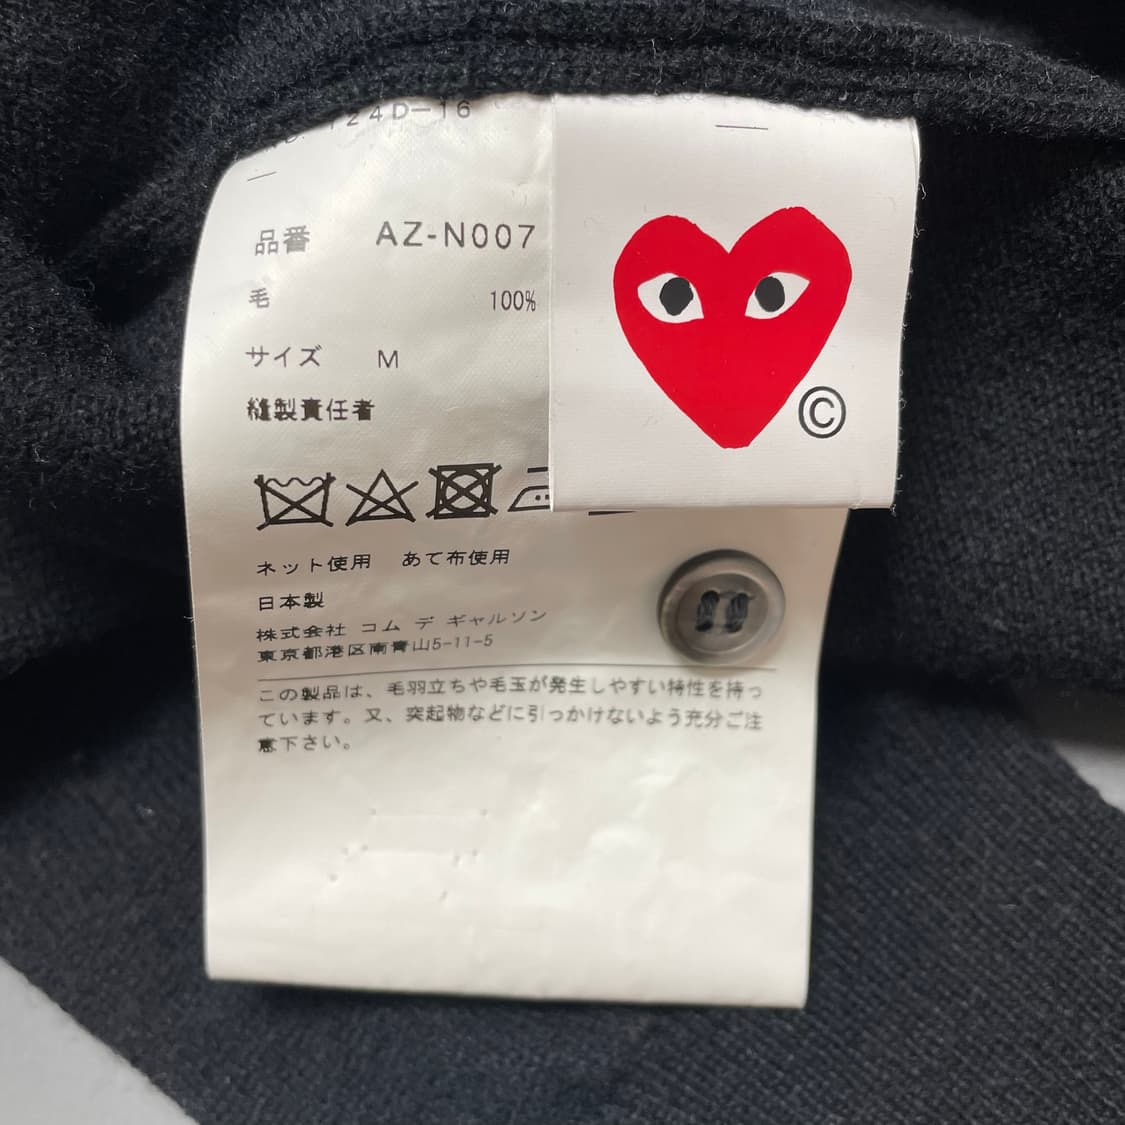 124D-16
品番 AZ-N007
毛 100%
サイズ M
縫製責任者
ネット使用 あて布使用
日本製
株式会社 コム デ ギャルソン
東京都港区南青山5-11-5
この製品は、毛羽立ちや毛玉が発生しやすい特性を持っ
ています。又、突起物などに引っかけないよう充分ご注
意下さい。
©